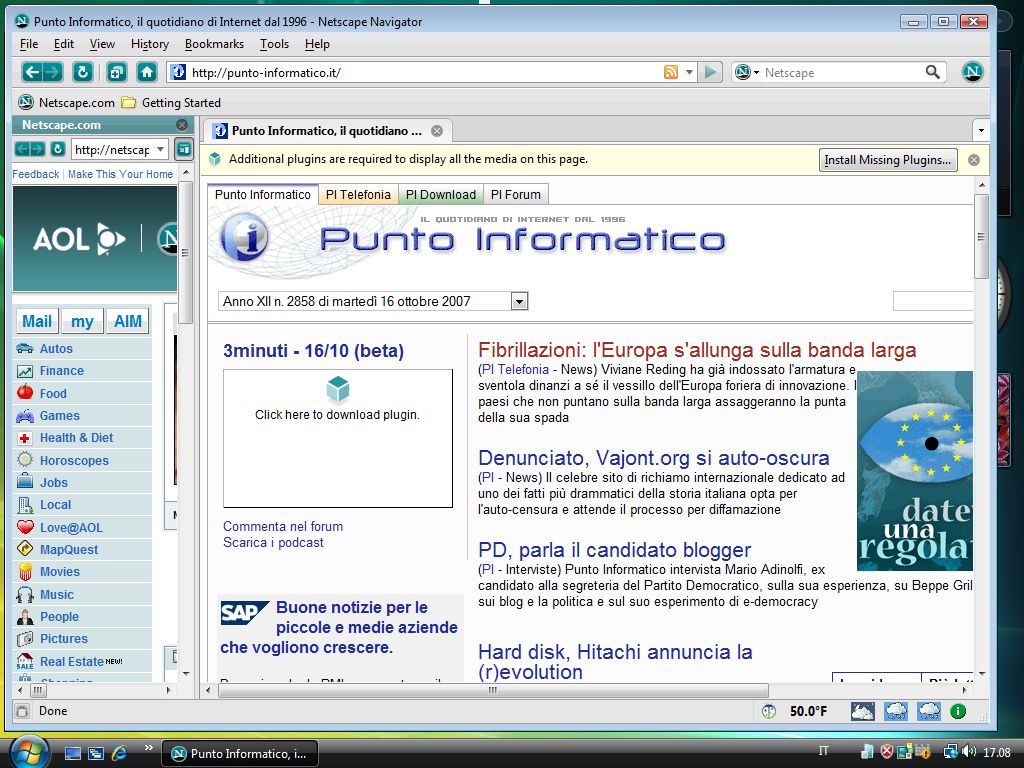 Punto Informatico, il quotidiano di Internet dal 1996 - Netscape Navigator
File Edit View History Bookmarks Tools Help
http://punto-informatico.it/
Netscape
Netscape.com Getting Started
Netscape.com
http://netscap
Feedback | Make This Your Home
AOL
Mail my AIM
Autos
Finance
Food
Games
Health & Diet
Horoscopes
Jobs
Local
Love@AOL
MapQuest
Movies
Music
People
Pictures
Real Estate NEW!
Punto Informatico, il quotidiano ...
Additional plugins are required to display all the media on this page.
Install Missing Plugins...
Punto Informatico PI Telefonia PI Download PI Forum
IL QUOTIDIANO DI INTERNET DAL 1996
Punto Informatico
Anno XII n. 2858 di martedì 16 ottobre 2007
3minuti - 16/10 (beta)
Click here to download plugin.
Commenta nel forum
Scarica i podcast
SAP
Buone notizie per le
piccole e medie aziende
che vogliono crescere.
Fibrillazioni: l'Europa s'allunga sulla banda larga
(PI Telefonia - News) Viviane Reding ha già indossato l'armatura e
sventola dinanzi a sé il vessillo dell'Europa foriera di innovazione. I
paesi che non puntano sulla banda larga assaggeranno la punta
della sua spada
Denunciato, Vajont.org si auto-oscura
(PI - News) Il celebre sito di richiamo internazionale dedicato ad
uno dei fatti più drammatici della storia italiana opta per
l'auto-censura e attende il processo per diffamazione
date
una
regola
PD, parla il candidato blogger
(PI - Interviste) Punto Informatico intervista Mario Adinolfi, ex
candidato alla segreteria del Partito Democratico, sulla sua esperienza, su Beppe Gril
sui blog e la politica e sul suo esperimento di e-democracy
Hard disk, Hitachi annuncia la
(r)evolution
Done
50.0°F
Punto Informatico, i...
IT
17.08